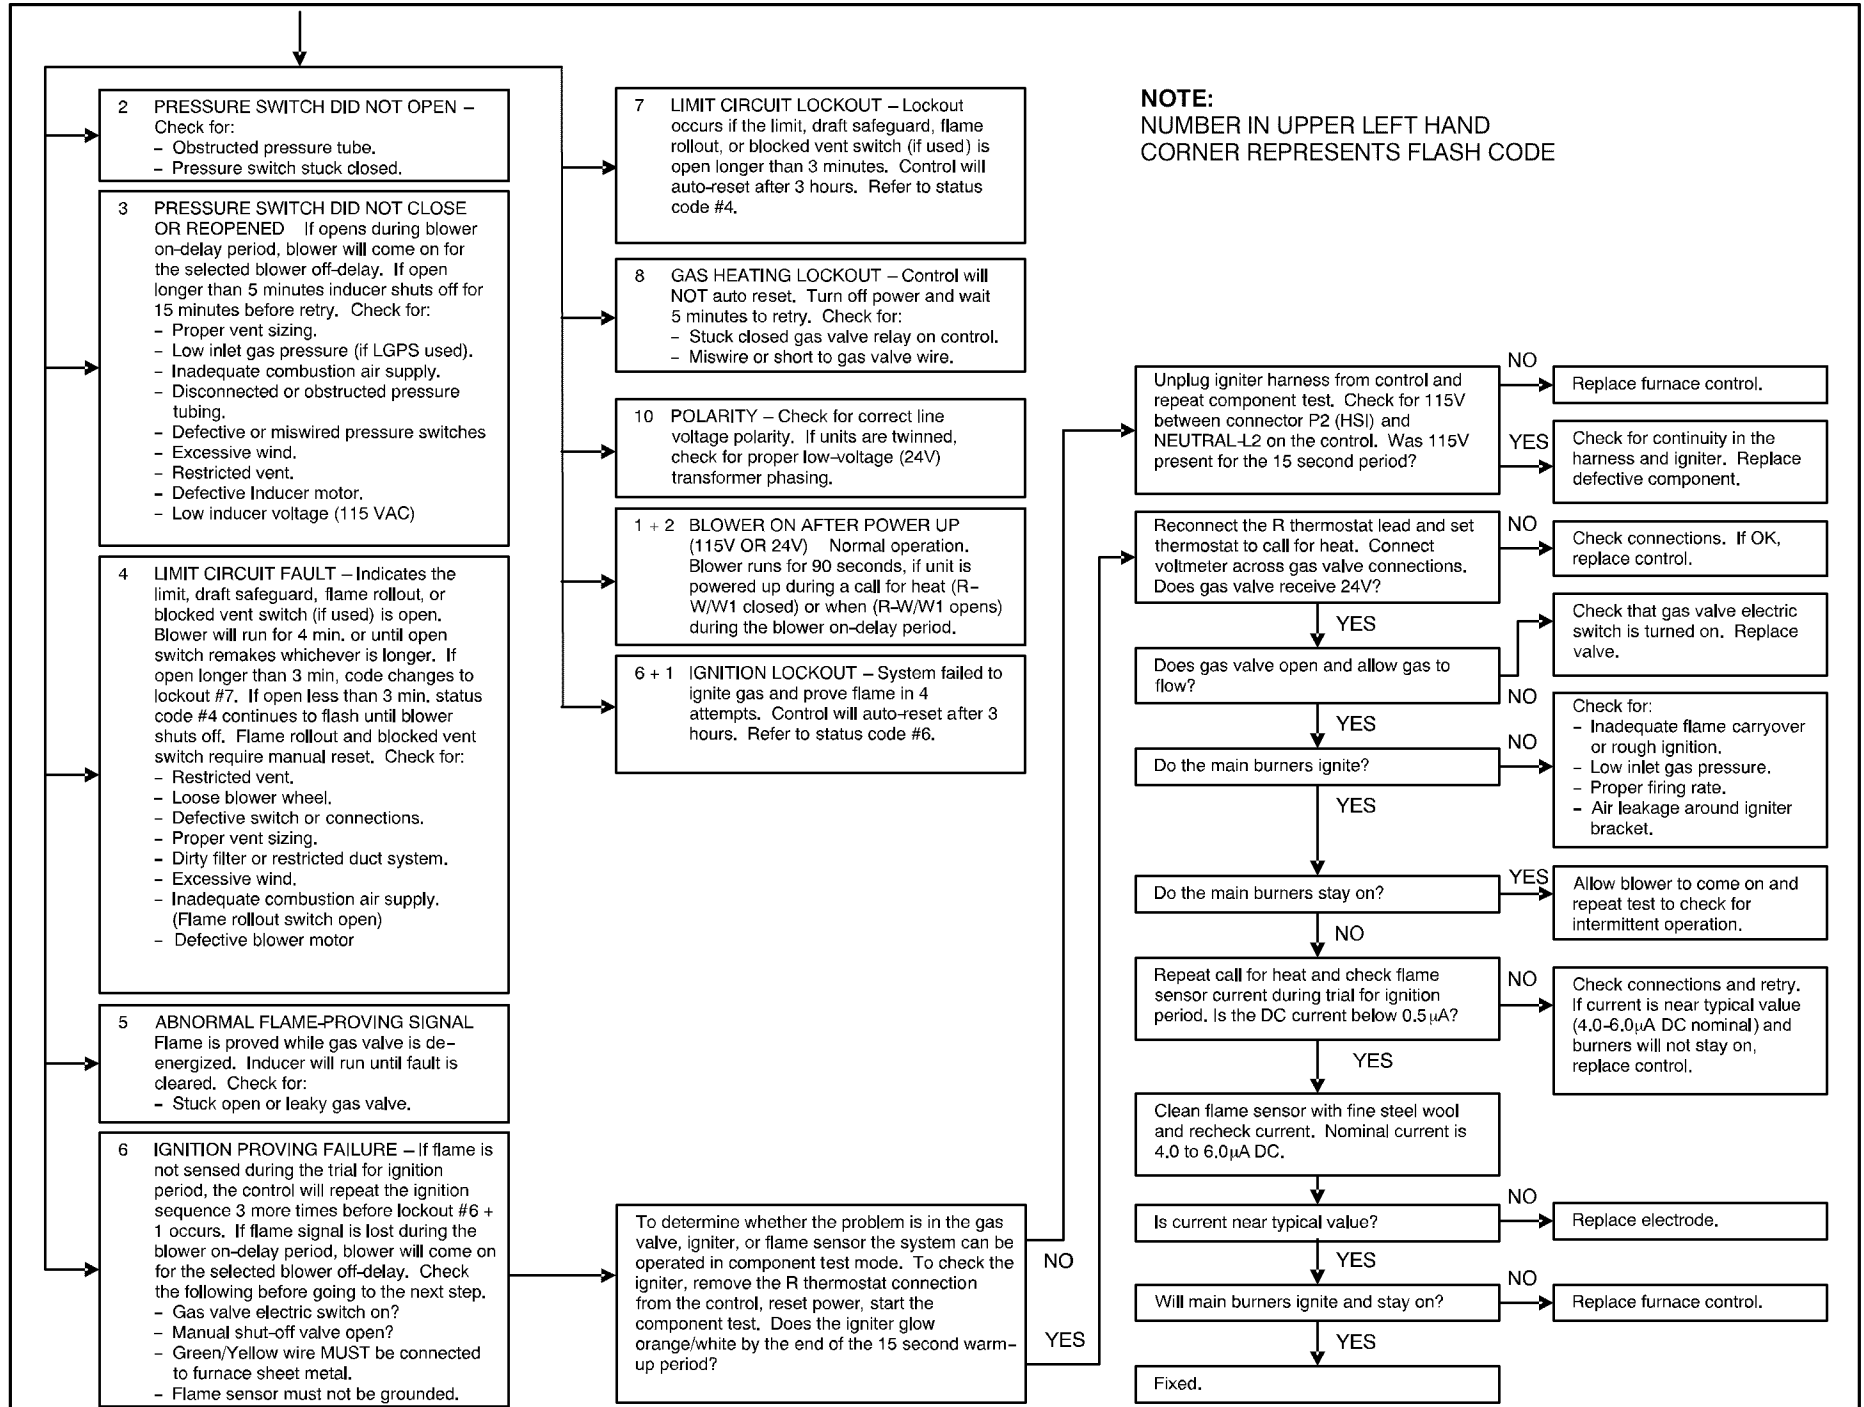 2 PRESSURE SWITCH DID NOT OPEN –
Check for:
- Obstructed pressure tube.
- Pressure switch stuck closed.
3 PRESSURE SWITCH DID NOT CLOSE
OR REOPENED If opens during blower
on-delay period, blower will come on for
the selected blower off-delay. If open
longer than 5 minutes inducer shuts off for
15 minutes before retry. Check for:
- Proper vent sizing.
- Low inlet gas pressure (if LGPS used).
- Inadequate combustion air supply.
- Disconnected or obstructed pressure
tubing.
- Defective or miswired pressure switches
- Excessive wind.
- Restricted vent.
- Defective Inducer motor.
- Low inducer voltage (115 VAC)
4 LIMIT CIRCUIT FAULT – Indicates the
limit, draft safeguard, flame rollout, or
blocked vent switch (if used) is open.
Blower will run for 4 min. or until open
switch remakes whichever is longer. If
open longer than 3 min, code changes to
lockout #7. If open less than 3 min. status
code #4 continues to flash until blower
shuts off. Flame rollout and blocked vent
switch require manual reset. Check for:
- Restricted vent.
- Loose blower wheel.
- Defective switch or connections.
- Proper vent sizing.
- Dirty filter or restricted duct system.
- Excessive wind.
- Inadequate combustion air supply.
(Flame rollout switch open)
- Defective blower motor
5 ABNORMAL FLAME-PROVING SIGNAL
Flame is proved while gas valve is de-
energized. Inducer will run until fault is
cleared. Check for:
- Stuck open or leaky gas valve.
6 IGNITION PROVING FAILURE – If flame is
not sensed during the trial for ignition
period, the control will repeat the ignition
sequence 3 more times before lockout #6 +
1 occurs. If flame signal is lost during the
blower on-delay period, blower will come on
for the selected blower off-delay. Check
the following before going to the next step.
- Gas valve electric switch on?
- Manual shut-off valve open?
- Green/Yellow wire MUST be connected
to furnace sheet metal.
- Flame sensor must not be grounded.
7 LIMIT CIRCUIT LOCKOUT – Lockout
occurs if the limit, draft safeguard, flame
rollout, or blocked vent switch (if used) is
open longer than 3 minutes. Control will
auto-reset after 3 hours. Refer to status
code #4.
8 GAS HEATING LOCKOUT – Control will
NOT auto reset. Turn off power and wait
5 minutes to retry. Check for:
- Stuck closed gas valve relay on control.
- Miswire or short to gas valve wire.
10 POLARITY – Check for correct line
voltage polarity. If units are twinned,
check for proper low-voltage (24V)
transformer phasing.
1 + 2 BLOWER ON AFTER POWER UP
(115V OR 24V) Normal operation.
Blower runs for 90 seconds, if unit is
powered up during a call for heat (R-
W/W1 closed) or when (R-W/W1 opens)
during the blower on-delay period.
6 + 1 IGNITION LOCKOUT – System failed to
ignite gas and prove flame in 4
attempts. Control will auto-reset after 3
hours. Refer to status code #6.
To determine whether the problem is in the gas
valve, igniter, or flame sensor the system can be
operated in component test mode. To check the
igniter, remove the R thermostat connection
from the control, reset power, start the
component test. Does the igniter glow
orange/white by the end of the 15 second warm-
up period?
NO
YES
NOTE:
NUMBER IN UPPER LEFT HAND
CORNER REPRESENTS FLASH CODE
Unplug igniter harness from control and
repeat component test. Check for 115V
between connector P2 (HSI) and
NEUTRAL-L2 on the control. Was 115V
present for the 15 second period?
NO
Replace furnace control.
YES
Check for continuity in the
harness and igniter. Replace
defective component.
Reconnect the R thermostat lead and set
thermostat to call for heat. Connect
voltmeter across gas valve connections.
Does gas valve receive 24V?
NO
Check connections. If OK,
replace control.
YES
Does gas valve open and allow gas to
flow?
NO
Check that gas valve electric
switch is turned on. Replace
valve.
YES
Do the main burners ignite?
NO
Check for:
- Inadequate flame carryover
or rough ignition.
- Low inlet gas pressure.
- Proper firing rate.
- Air leakage around igniter
bracket.
YES
Do the main burners stay on?
YES
Allow blower to come on and
repeat test to check for
intermittent operation.
NO
Repeat call for heat and check flame
sensor current during trial for ignition
period. Is the DC current below 0.5 µA?
NO
Check connections and retry.
If current is near typical value
(4.0-6.0µA DC nominal) and
burners will not stay on,
replace control.
YES
Clean flame sensor with fine steel wool
and recheck current. Nominal current is
4.0 to 6.0µA DC.
Is current near typical value?
NO
Replace electrode.
YES
Will main burners ignite and stay on?
NO
Replace furnace control.
YES
Fixed.